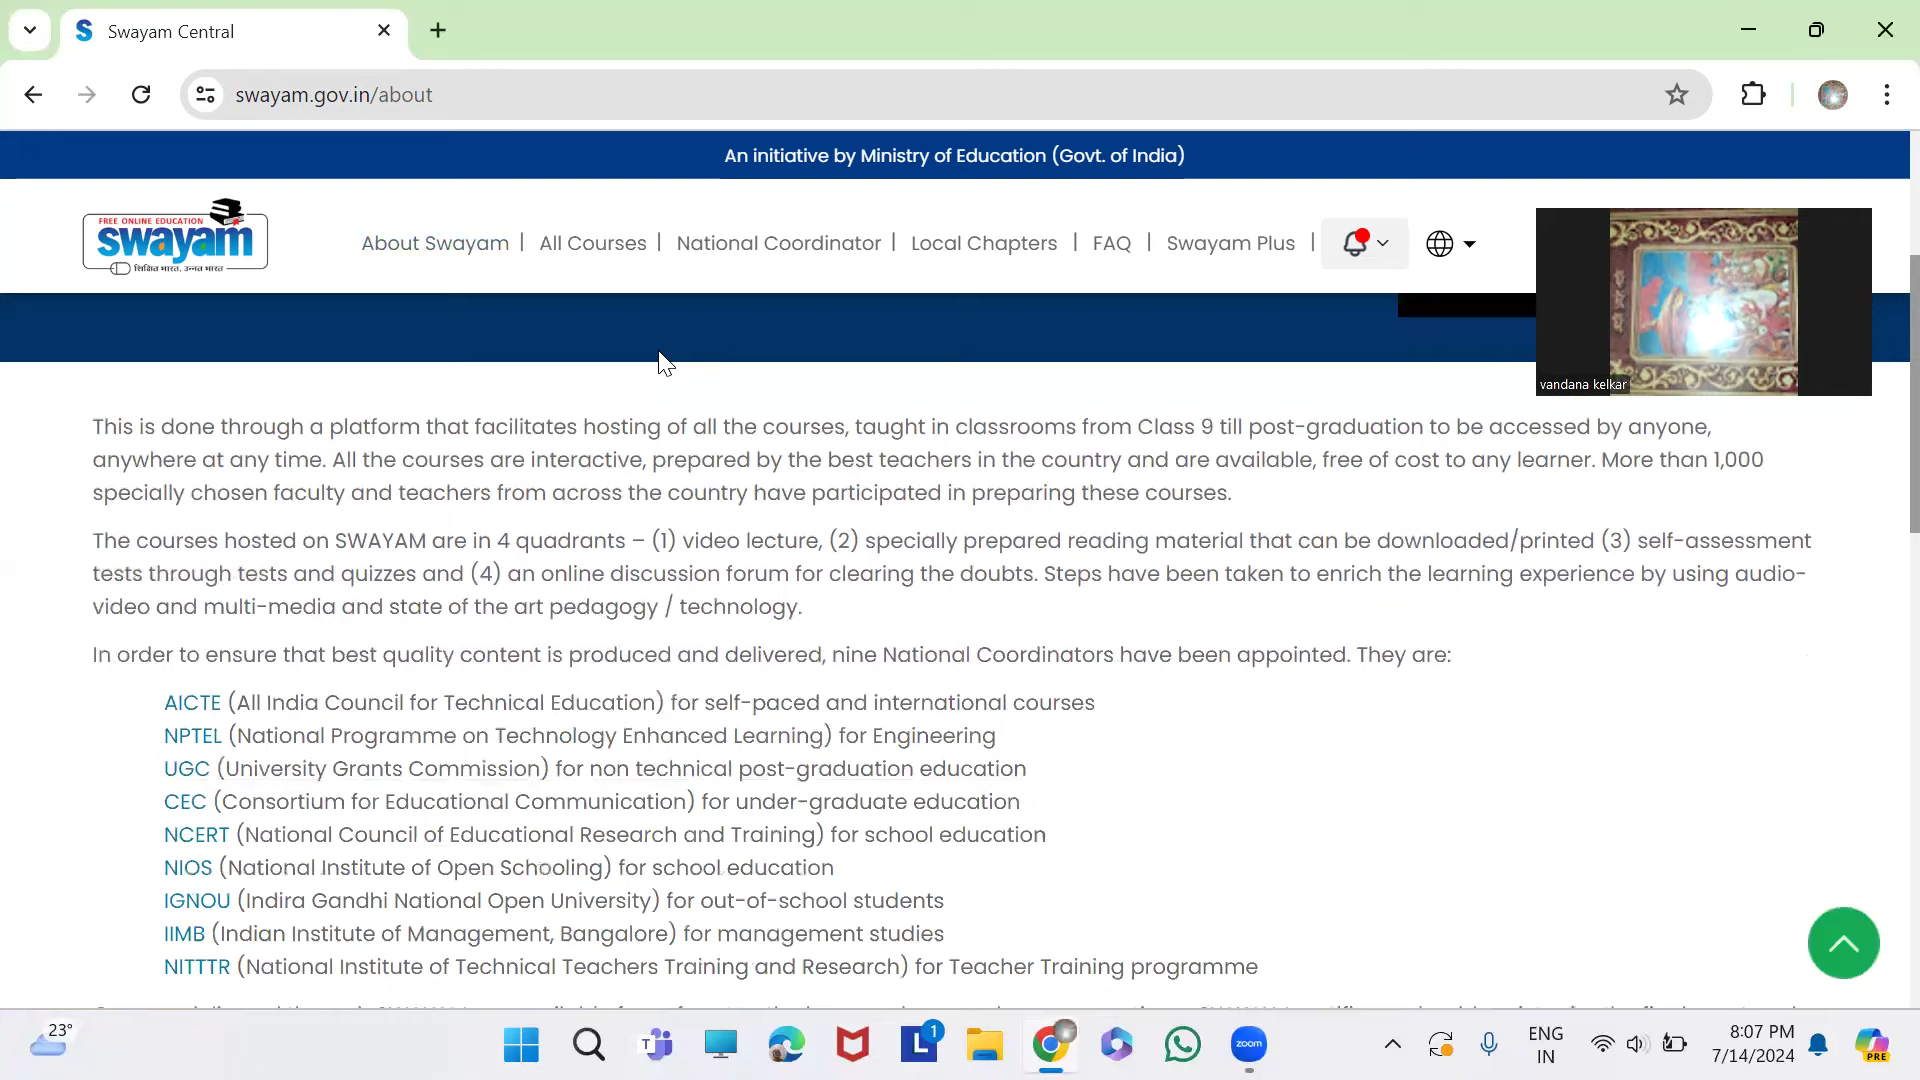 Swayam Central
swayam.gov.in/about
An initiative by Ministry of Education (Govt. of India)
FREE ONLINE EDUCATION
swayam
शिक्षित भारत, उन्नत भारत
About Swayam | All Courses | National Coordinator | Local Chapters | FAQ | Swayam Plus |
vandana kelkar
This is done through a platform that facilitates hosting of all the courses, taught in classrooms from Class 9 till post-graduation to be accessed by anyone,
anywhere at any time. All the courses are interactive, prepared by the best teachers in the country and are available, free of cost to any learner. More than 1,000
specially chosen faculty and teachers from across the country have participated in preparing these courses.
The courses hosted on SWAYAM are in 4 quadrants – (1) video lecture, (2) specially prepared reading material that can be downloaded/printed (3) self-assessment
tests through tests and quizzes and (4) an online discussion forum for clearing the doubts. Steps have been taken to enrich the learning experience by using audio-
video and multi-media and state of the art pedagogy / technology.
In order to ensure that best quality content is produced and delivered, nine National Coordinators have been appointed. They are:
AICTE (All India Council for Technical Education) for self-paced and international courses
NPTEL (National Programme on Technology Enhanced Learning) for Engineering
UGC (University Grants Commission) for non technical post-graduation education
CEC (Consortium for Educational Communication) for under-graduate education
NCERT (National Council of Educational Research and Training) for school education
NIOS (National Institute of Open Schooling) for school education
IGNOU (Indira Gandhi National Open University) for out-of-school students
IIMB (Indian Institute of Management, Bangalore) for management studies
NITTTR (National Institute of Technical Teachers Training and Research) for Teacher Training programme
23°
1
zoom
ENG
IN
8:07 PM
7/14/2024
PRE